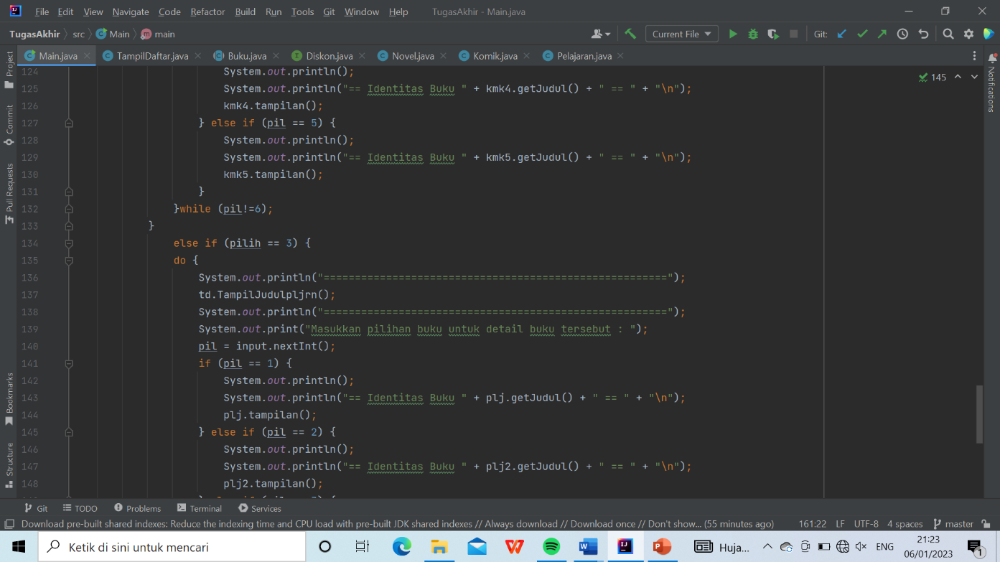 File Edit View Navigate Code Refactor Build Run Tools Git Window Help TugasAkhir - Main.java
TugasAkhir src Main main Current File Git:
Main.java TampilDaftar.java Buku.java Diskon.java Novel.java Komik.java Pelajaran.java
Project
Commit
Pull Requests
Bookmarks
Structure
Notifications
145
124 System.out.println();
125 System.out.println("== Identitas Buku " + kmk4.getJudul() + " == " + "\n");
126 kmk4.tampilan();
127 } else if (pil == 5) {
128 System.out.println();
129 System.out.println("== Identitas Buku " + kmk5.getJudul() + " == " + "\n");
130 kmk5.tampilan();
131 }
132 }while (pil!=6);
133 }
134 else if (pilih == 3) {
135 do {
136 System.out.println("=======================================================");
137 td.TampilJudulpljrn();
138 System.out.println("=======================================================");
139 System.out.print("Masukkan pilihan buku untuk detail buku tersebut : ");
140 pil = input.nextInt();
141 if (pil == 1) {
142 System.out.println();
143 System.out.println("== Identitas Buku " + plj.getJudul() + " == " + "\n");
144 plj.tampilan();
145 } else if (pil == 2) {
146 System.out.println();
147 System.out.println("== Identitas Buku " + plj2.getJudul() + " == " + "\n");
148 plj2.tampilan();
Git TODO Problems Terminal Services
Download pre-built shared indexes: Reduce the indexing time and CPU load with pre-built JDK shared indexes // Always download // Download once // Don't show... (55 minutes ago) 161:22 LF UTF-8 4 spaces master
Ketik di sini untuk mencari
Huja...
ENG
21:23
06/01/2023
1